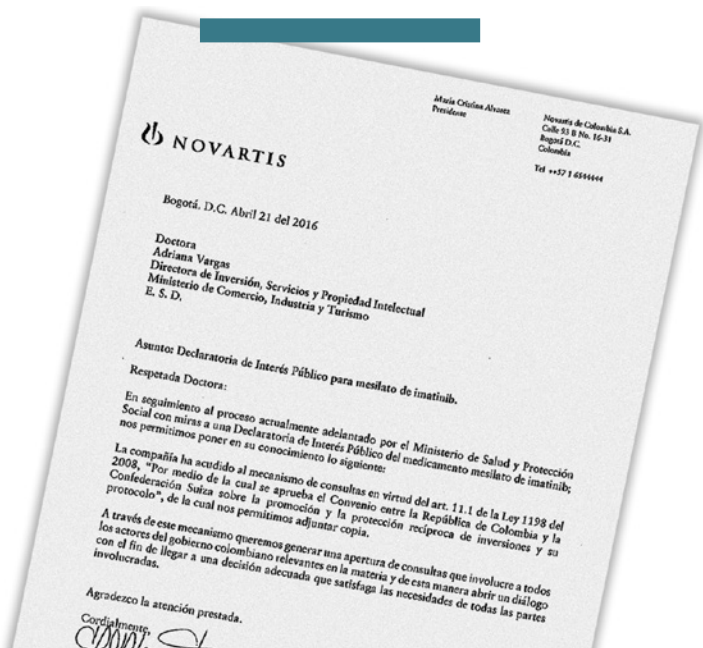 María Cristina Alvarez
Presidente
Novartis de Colombia S.A.
Calle 93 B No. 16-31
Bogotá D.C.
Colombia
Tel ++57 1 6544444
NOVARTIS
Bogotá, D.C. Abril 21 del 2016
Doctora
Adriana Vargas
Directora de Inversión, Servicios y Propiedad Intelectual
Ministerio de Comercio, Industria y Turismo
E. S. D.
Asunto: Declaratoria de Interés Público para mesilato de imatinib.
Respetada Doctora:
En seguimiento al proceso actualmente adelantado por el Ministerio de Salud y Protección
Social con miras a una Declaratoria de Interés Público del medicamento mesilato de imatinib;
nos permitimos poner en su conocimiento lo siguiente:
La compañía ha acudido al mecanismo de consultas en virtud del art. 11.1 de la Ley 1198 del
2008, "Por medio de la cual se aprueba el Convenio entre la República de Colombia y la
Confederación Suiza sobre la promoción y la protección recíproca de inversiones y su
protocolo", de la cual nos permitimos adjuntar copia.
A través de este mecanismo queremos generar una apertura de consultas que involucre a todos
los actores del gobierno colombiano relevantes en la materia y de esta manera abrir un diálogo
con el fin de llegar a una decisión adecuada que satisfaga las necesidades de todas las partes
involucradas.
Agradezco la atención prestada.
Cordialmente,